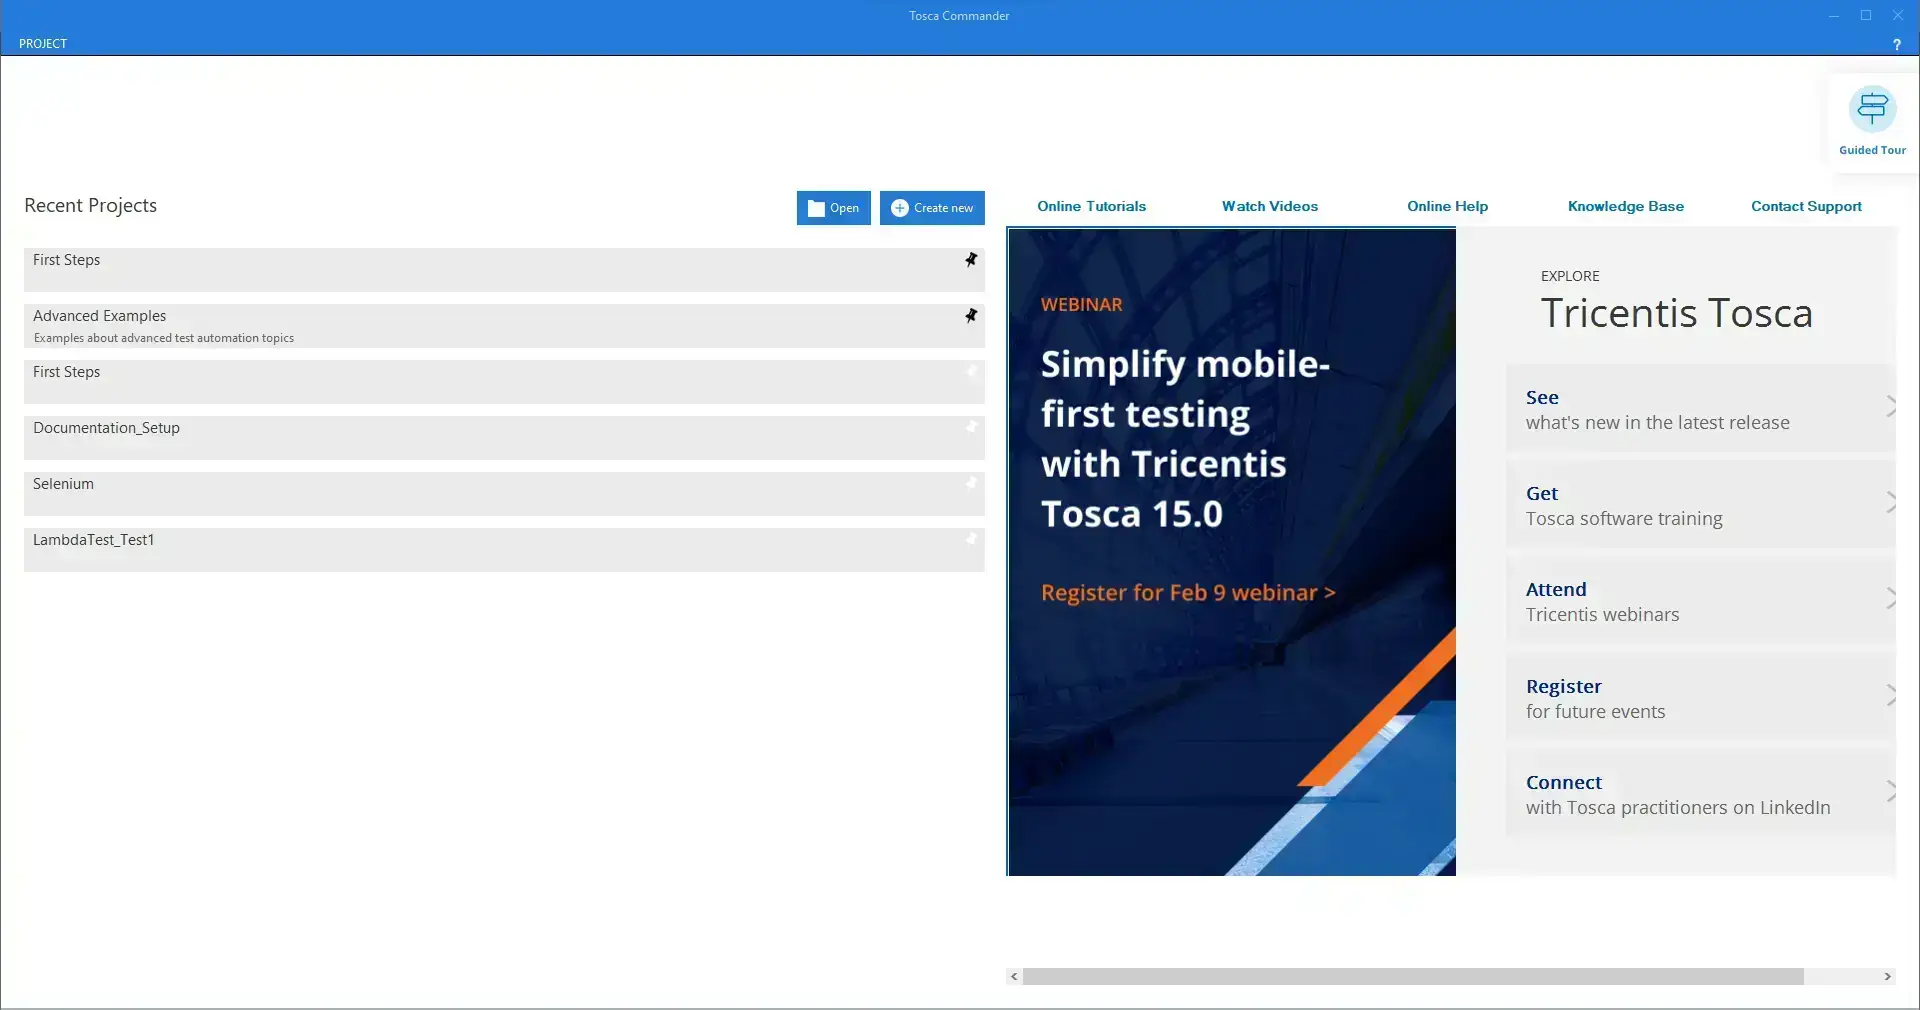 Tosca Commander
PROJECT
?
Guided Tour
Recent Projects
Open
Create new
First Steps
Advanced Examples
Examples about advanced test automation topics
First Steps
Documentation_Setup
Selenium
LambdaTest_Test1
Online Tutorials
Watch Videos
Online Help
Knowledge Base
Contact Support
WEBINAR
Simplify mobile-
first testing
with Tricentis
Tosca 15.0
Register for Feb 9 webinar >
EXPLORE
Tricentis Tosca
See
what's new in the latest release
Get
Tosca software training
Attend
Tricentis webinars
Register
for future events
Connect
with Tosca practitioners on LinkedIn